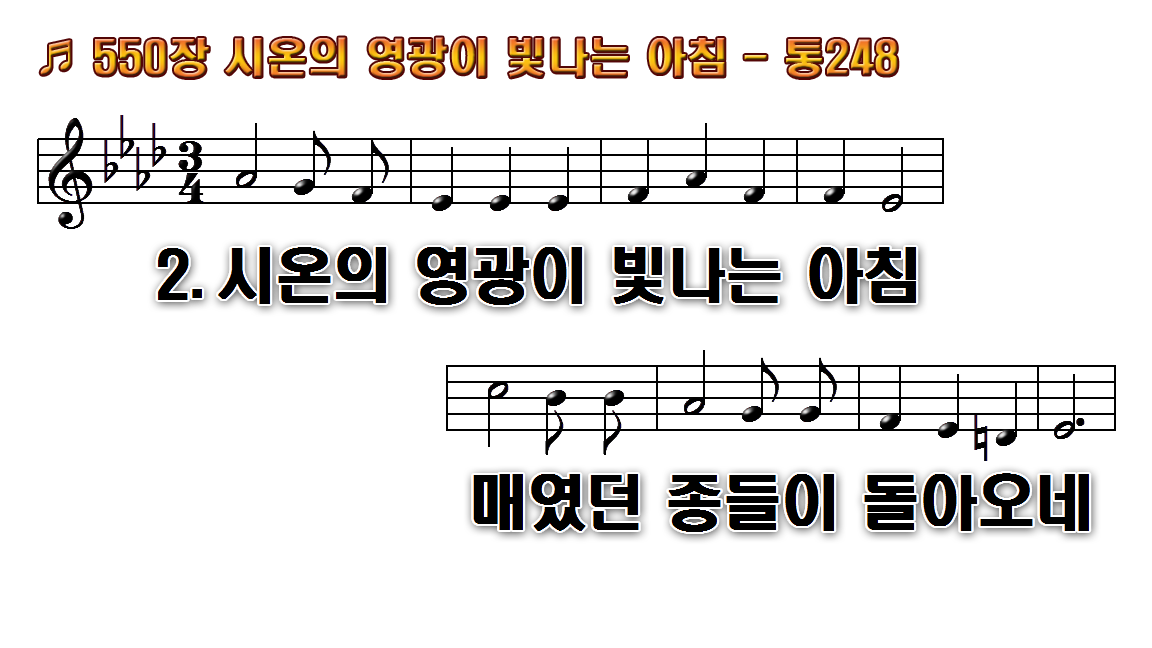 ♬ 550장 시온의 영광이 빛나는 아침 - 통248
3
4
2. 시온의 영광이 빛나는 아침
매였던 종들이 돌아오네